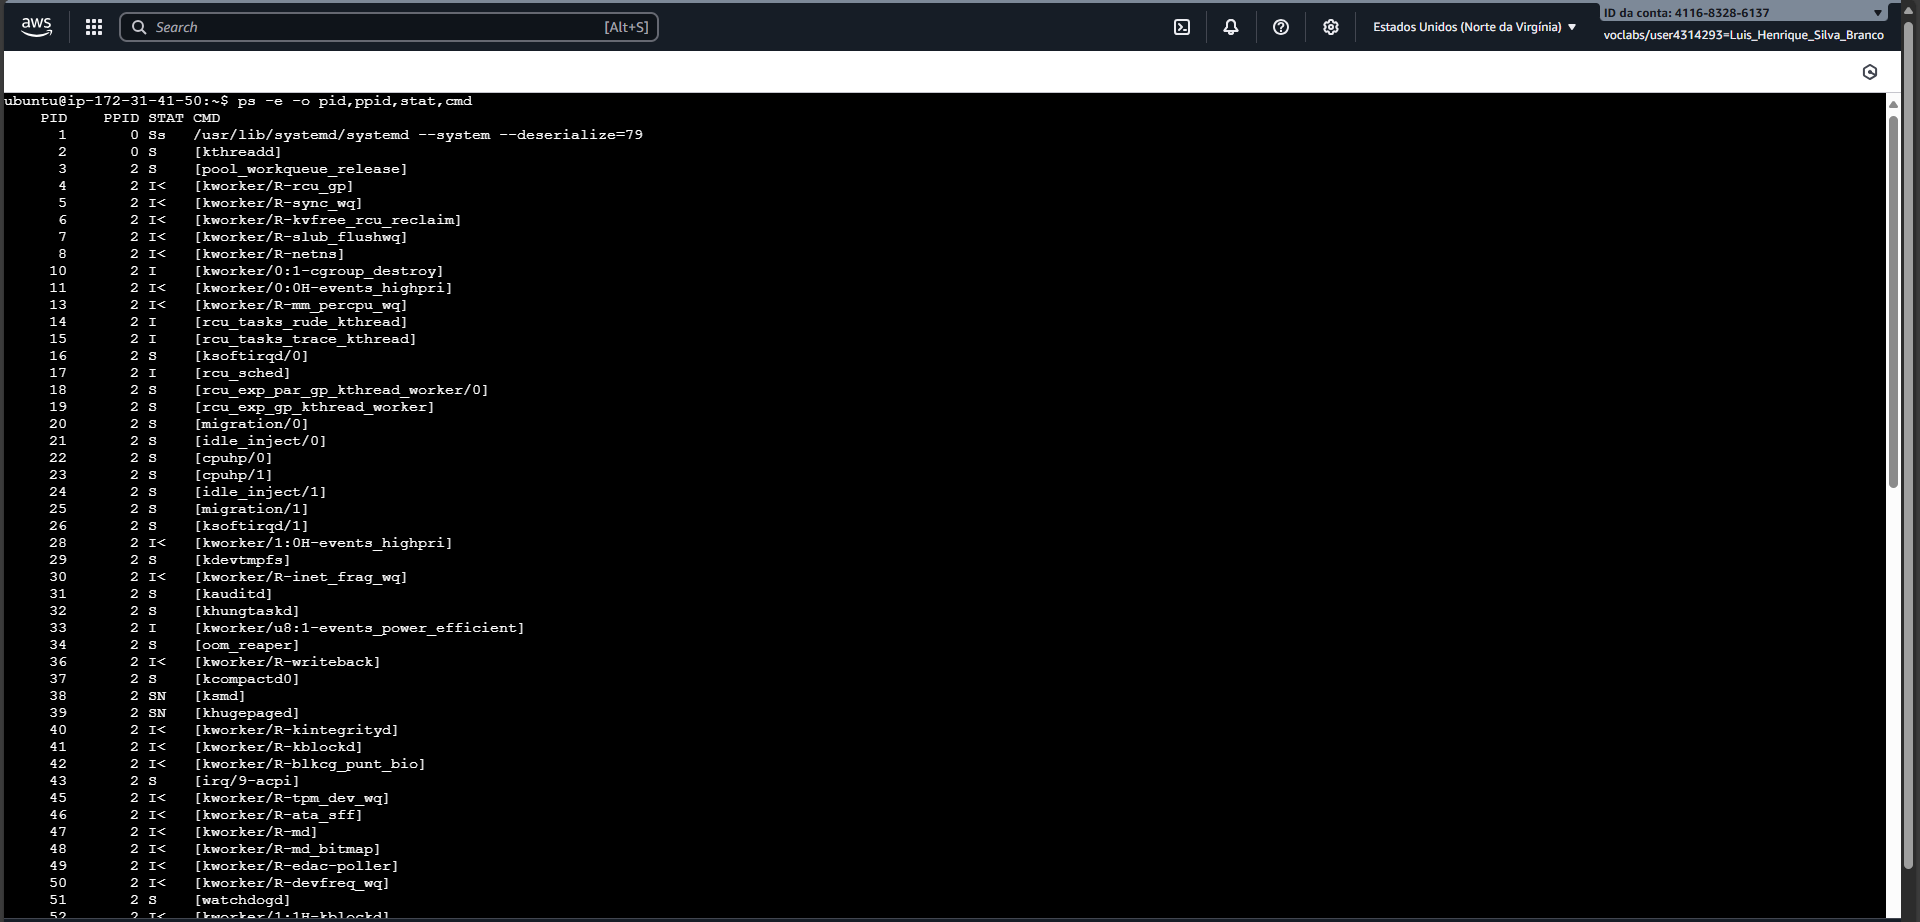 aws
Search [Alt+S]
Estados Unidos (Norte da Virgínia)
ID da conta: 4116-8328-6137
voclabs/user4314293=Luis_Henrique_Silva_Branco
ubuntu@ip-172-31-41-50:~$ ps -e -o pid,ppid,stat,cmd
PID PPID STAT CMD
1 0 Ss /usr/lib/systemd/systemd --system --deserialize=79
2 0 S [kthreadd]
3 2 S [pool_workqueue_release]
4 2 I< [kworker/R-rcu_gp]
5 2 I< [kworker/R-sync_wq]
6 2 I< [kworker/R-kvfree_rcu_reclaim]
7 2 I< [kworker/R-slub_flushwq]
8 2 I< [kworker/R-netns]
10 2 I [kworker/0:1-cgroup_destroy]
11 2 I< [kworker/0:0H-events_highpri]
13 2 I< [kworker/R-mm_percpu_wq]
14 2 I [rcu_tasks_rude_kthread]
15 2 I [rcu_tasks_trace_kthread]
16 2 S [ksoftirqd/0]
17 2 I [rcu_sched]
18 2 S [rcu_exp_par_gp_kthread_worker/0]
19 2 S [rcu_exp_gp_kthread_worker]
20 2 S [migration/0]
21 2 S [idle_inject/0]
22 2 S [cpuhp/0]
23 2 S [cpuhp/1]
24 2 S [idle_inject/1]
25 2 S [migration/1]
26 2 S [ksoftirqd/1]
28 2 I< [kworker/1:0H-events_highpri]
29 2 S [kdevtmpfs]
30 2 I< [kworker/R-inet_frag_wq]
31 2 S [kauditd]
32 2 S [khungtaskd]
33 2 I [kworker/u8:1-events_power_efficient]
34 2 S [oom_reaper]
36 2 I< [kworker/R-writeback]
37 2 S [kcompactd0]
38 2 SN [ksmd]
39 2 SN [khugepaged]
40 2 I< [kworker/R-kintegrityd]
41 2 I< [kworker/R-kblockd]
42 2 I< [kworker/R-blkcg_punt_bio]
43 2 S [irq/9-acpi]
45 2 I< [kworker/R-tpm_dev_wq]
46 2 I< [kworker/R-ata_sff]
47 2 I< [kworker/R-md]
48 2 I< [kworker/R-md_bitmap]
49 2 I< [kworker/R-edac-poller]
50 2 I< [kworker/R-devfreq_wq]
51 2 S [watchdogd]
52 2 I< [kworker/1:1H-kblockd]